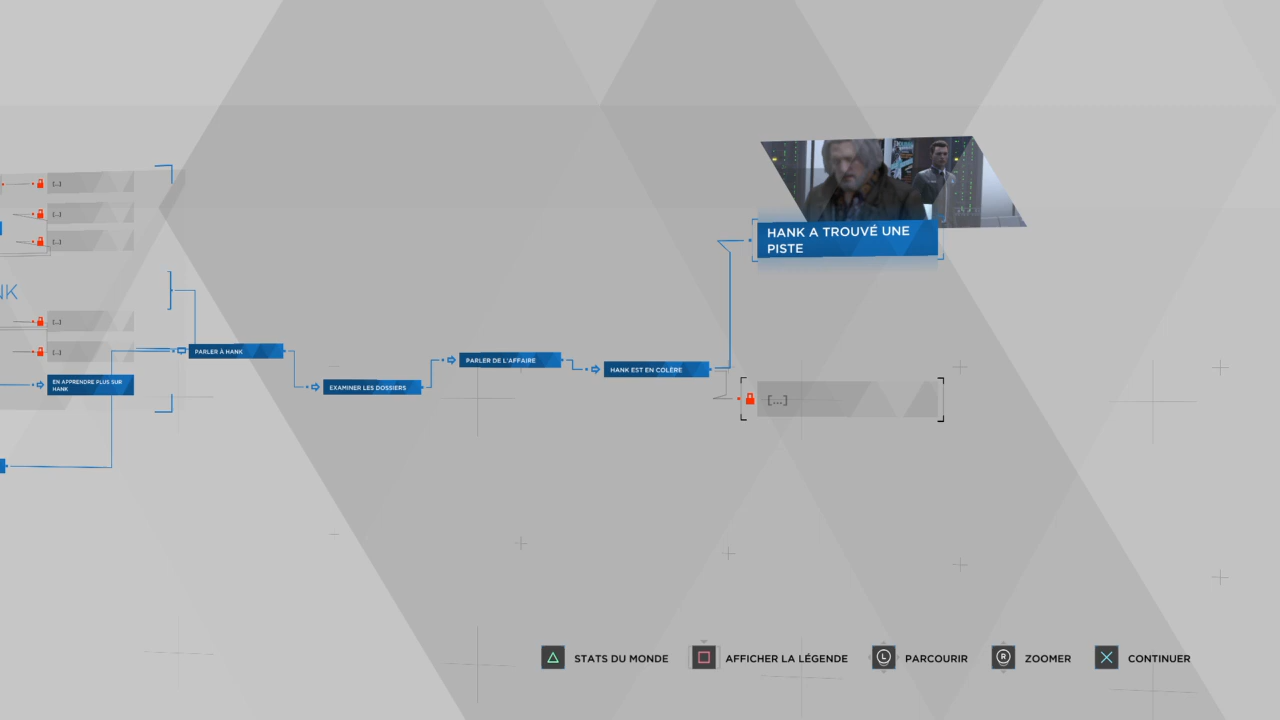 [...]
[...]
[...]
NK
[...]
[...]
EN APPRENDRE PLUS SUR
HANK
PARLER À HANK
EXAMINER LES DOSSIERS
PARLER DE L'AFFAIRE
HANK EST EN COLÈRE
HANK A TROUVÉ UNE
PISTE
[...]
STATS DU MONDE
AFFICHER LA LÉGENDE
L PARCOURIR
R ZOOMER
CONTINUER